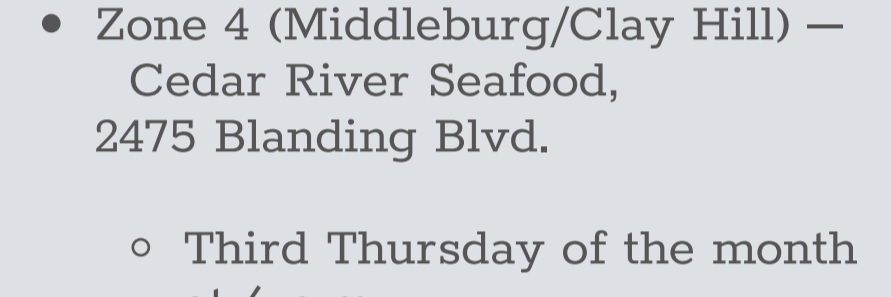 • Zone 4 (Middleburg/Clay Hill) —
Cedar River Seafood,
2475 Blanding Blvd.
○ Third Thursday of the month